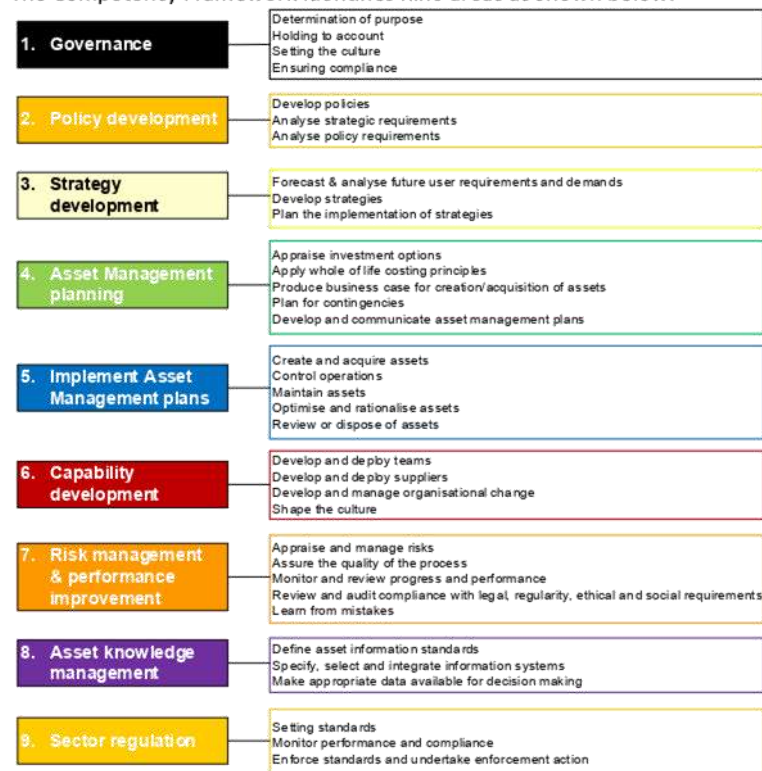 1. Governance
Determination of purpose
Holding to account
Setting the culture
Ensuring compliance
2. Policy development
Develop policies
Analyse strategic requirements
Analyse policy requirements
3. Strategy
development
Forecast & analyse future user requirements and demands
Develop strategies
Plan the implementation of strategies
4. Asset Management
planning
Appraise investment options
Apply whole of life costing principles
Produce business case for creation/acquisition of assets
Plan for contingencies
Develop and communicate asset management plans
5. Implement Asset
Management plans
Create and acquire assets
Control operations
Maintain assets
Optimise and rationalise assets
Review or dispose of assets
6. Capability
development
Develop and deploy teams
Develop and deploy suppliers
Develop and manage organisational change
Shape the culture
7. Risk management
& performance
improvement
Appraise and manage risks
Assure the quality of the process
Monitor and review progress and performance
Review and audit compliance with legal, regularity, ethical and social requirements
Learn from mistakes
8. Asset knowledge
management
Define asset information standards
Specify, select and integrate information systems
Make appropriate data available for decision making
9. Sector regulation
Setting standards
Monitor performance and compliance
Enforce standards and undertake enforcement action